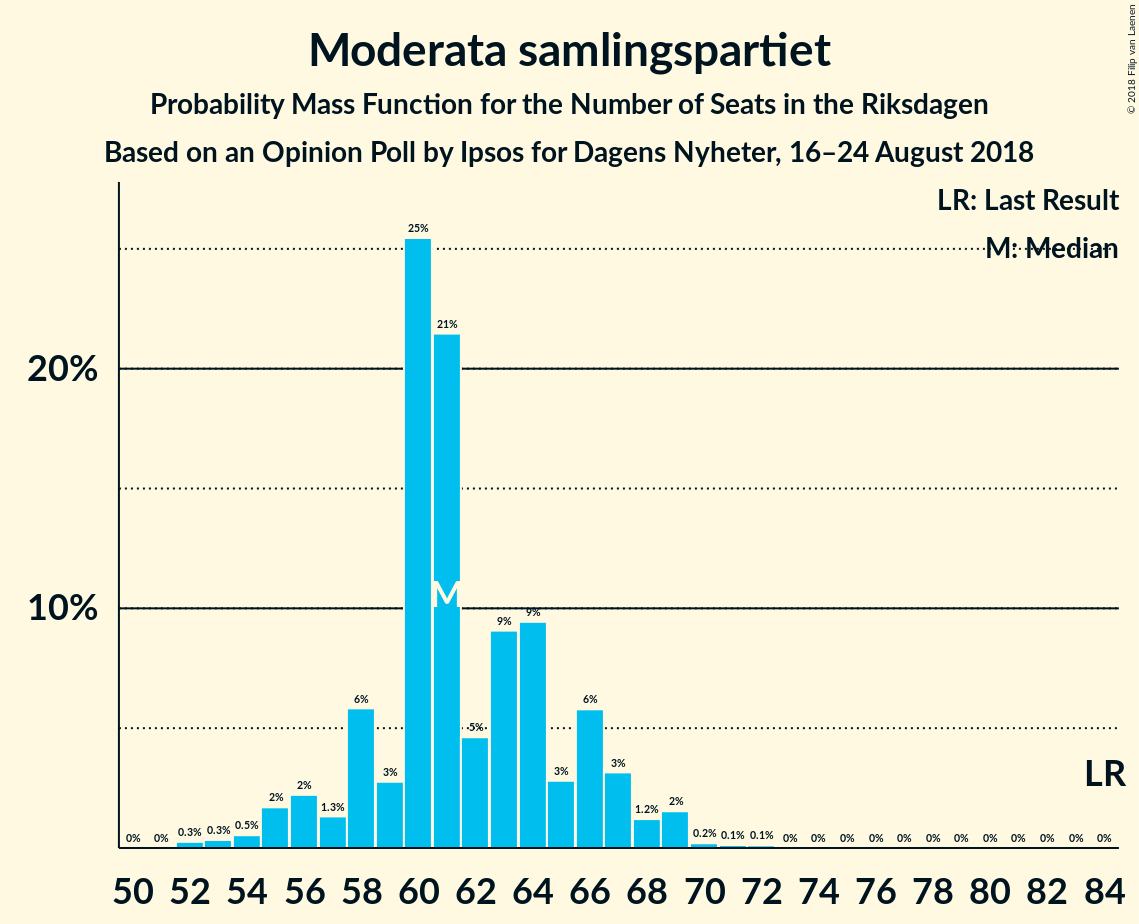 Moderata samlingspartiet
Probability Mass Function for the Number of Seats in the Riksdagen
Based on an Opinion Poll by Ipsos for Dagens Nyheter, 16–24 August 2018
© 2018 Filip van Laenen
LR: Last Result
M: Median
20%
10%
0% 0% 0.3% 0.3% 0.5% 2% 2% 1.3% 6% 3% 25% 21% 5% 9% 9% 3% 6% 3% 1.2% 2% 0.2% 0.1% 0.1% 0% 0% 0% 0% 0% 0% 0% 0% 0% 0% 0% 0%
M
LR
50 52 54 56 58 60 62 64 66 68 70 72 74 76 78 80 82 84